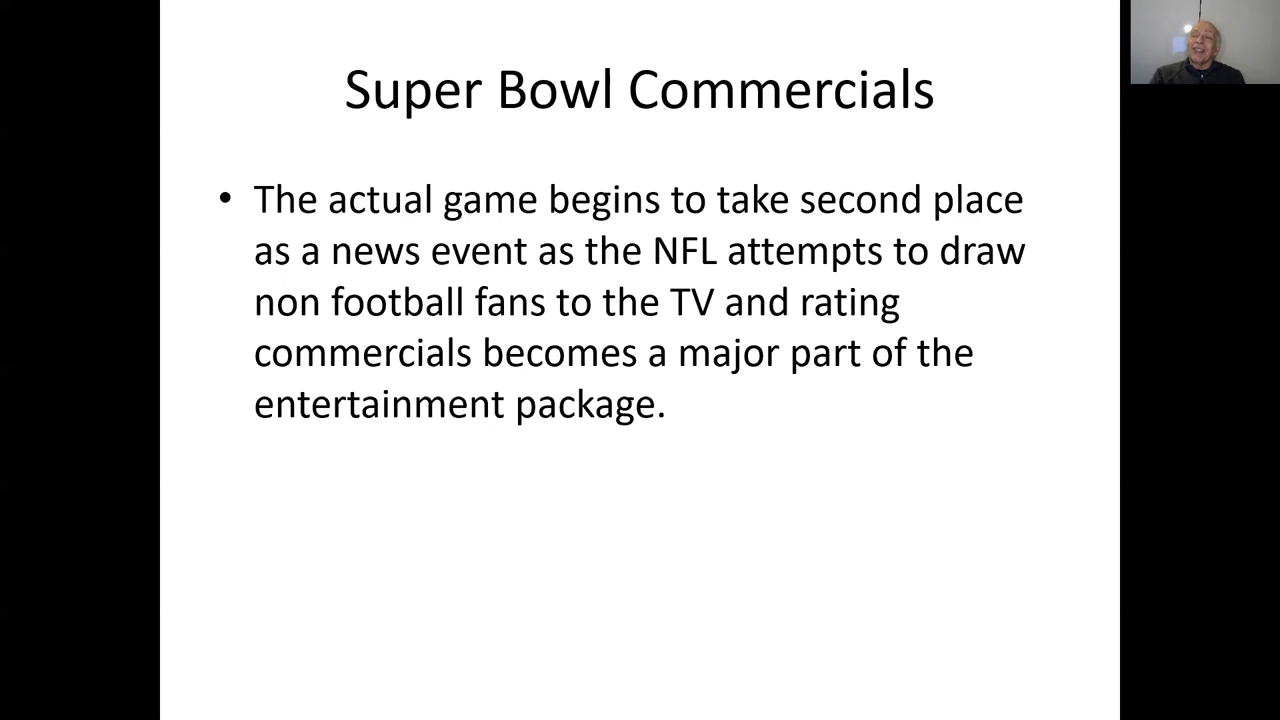 Super Bowl Commercials
• The actual game begins to take second place
as a news event as the NFL attempts to draw
non football fans to the TV and rating
commercials becomes a major part of the
entertainment package.